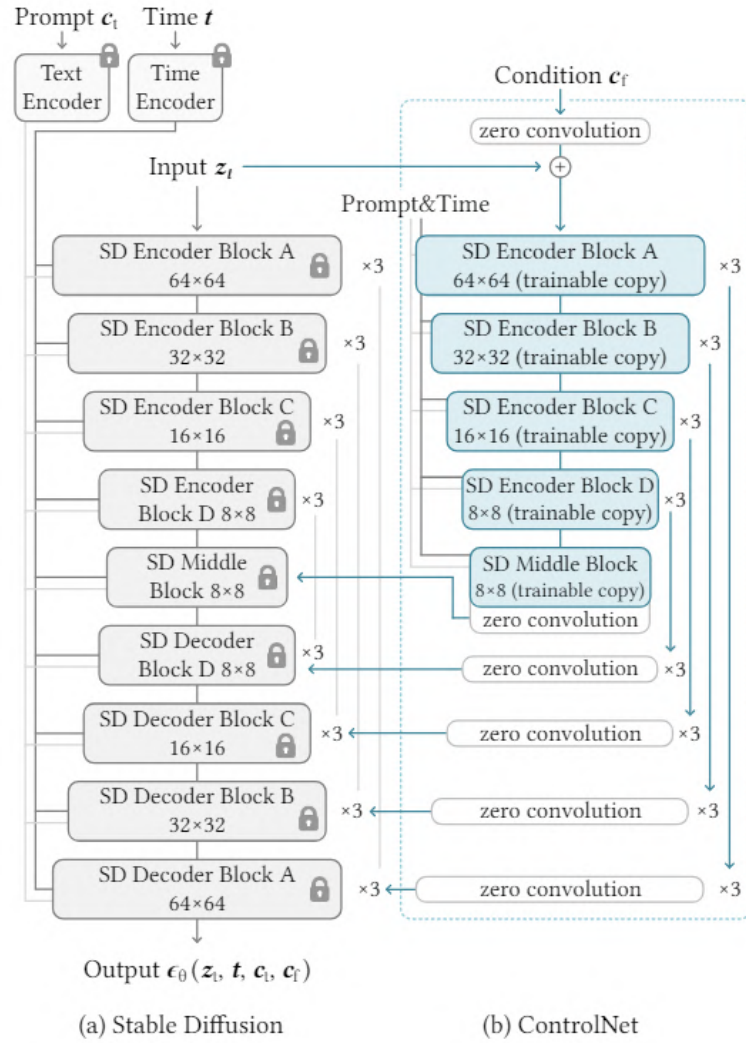 Prompt cₜ
Time t
Text
Encoder
Time
Encoder
Input zₜ
SD Encoder Block A
64×64
×3
SD Encoder Block B
32×32
×3
SD Encoder Block C
16×16
×3
SD Encoder
Block D 8×8
×3
SD Middle
Block 8×8
SD Decoder
Block D 8×8
×3
SD Decoder Block C
16×16
×3
SD Decoder Block B
32×32
×3
SD Decoder Block A
64×64
×3
Output ϵθ(zₜ, t, cₜ, c_f)
(a) Stable Diffusion
Condition c_f
zero convolution
+
Prompt&Time
SD Encoder Block A
64×64 (trainable copy)
×3
SD Encoder Block B
32×32 (trainable copy)
×3
SD Encoder Block C
16×16 (trainable copy)
×3
SD Encoder Block D
8×8 (trainable copy)
×3
SD Middle Block
8×8 (trainable copy)
zero convolution
zero convolution
×3
zero convolution
×3
zero convolution
×3
zero convolution
×3
(b) ControlNet